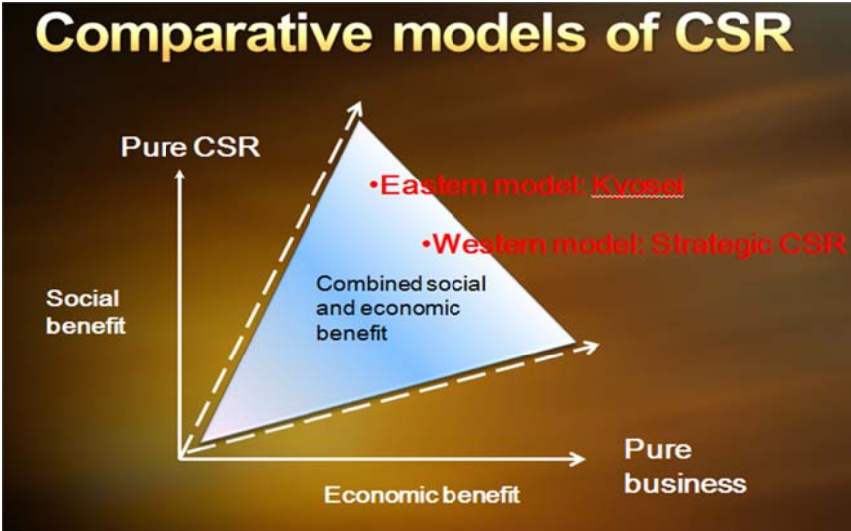 Comparative models of CSR
Pure CSR
•Eastern model: Kyosei
•Western model: Strategic CSR
Combined social
and economic
benefit
Social
benefit
Pure
business
Economic benefit